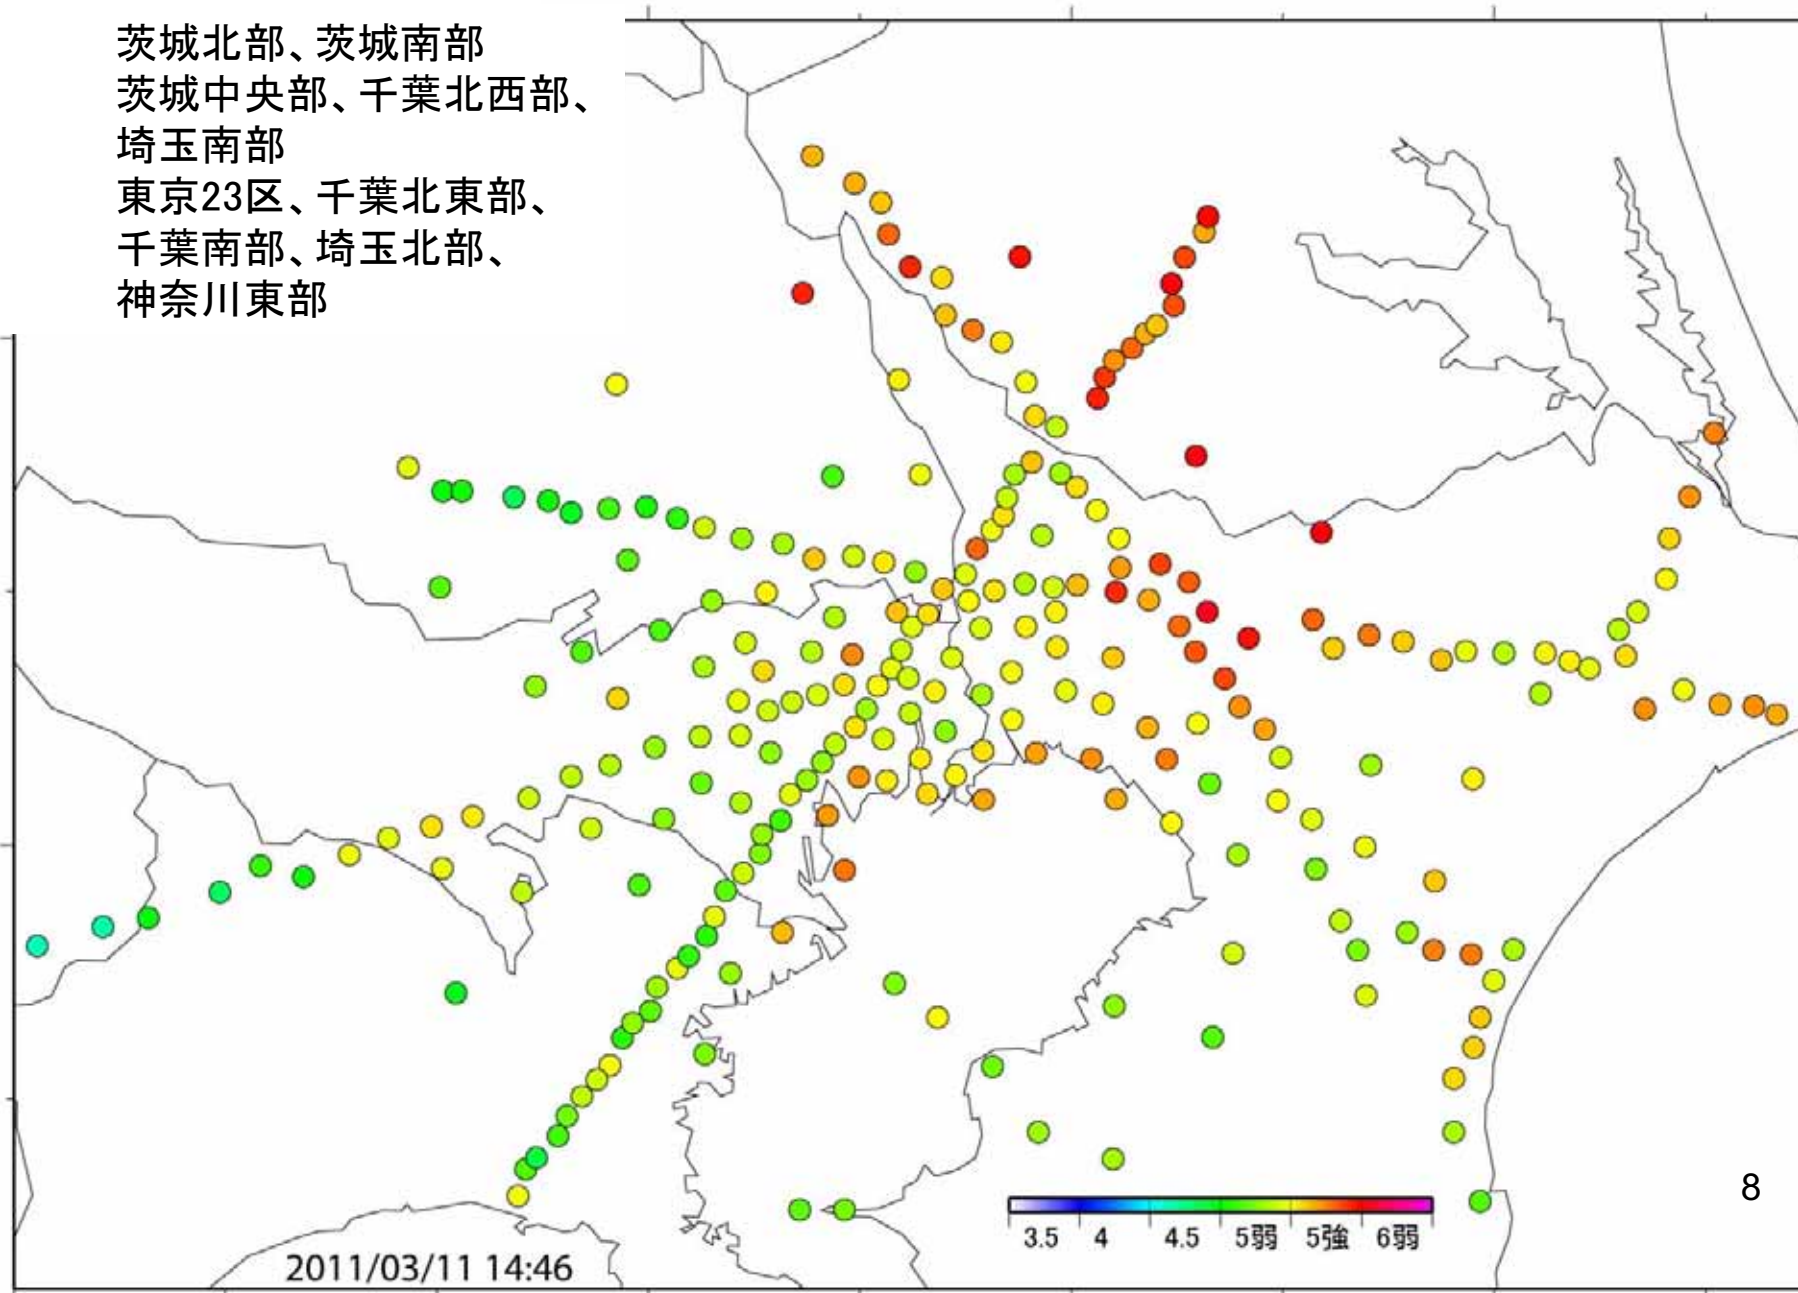 茨城北部、茨城南部
茨城中央部、千葉北西部、
埼玉南部
東京23区、千葉北東部、
千葉南部、埼玉北部、
神奈川東部
8
3.5 4 4.5 5弱 5強 6弱
2011/03/11 14:46